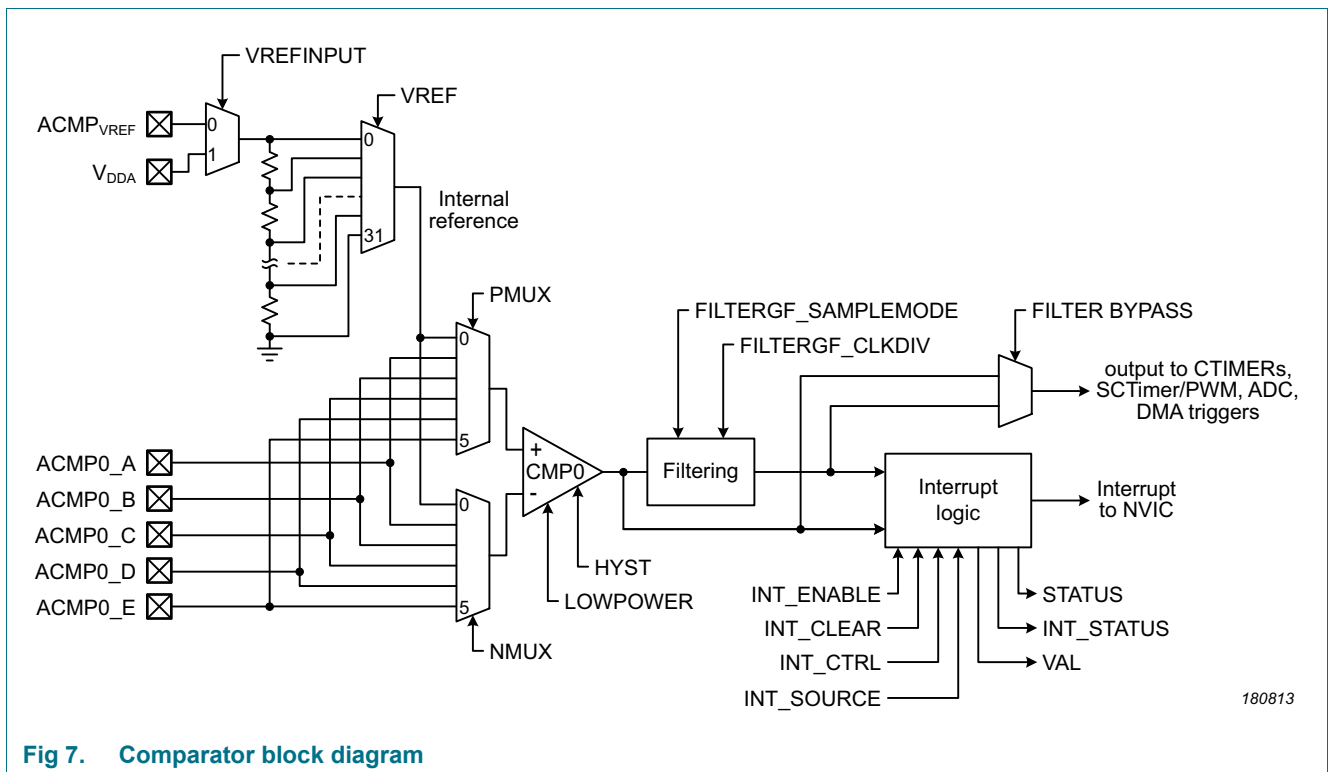 VREFINPUT
ACMPVREF
0
VREF
VDDA
1
0
Internal
reference
31
PMUX
0
FILTERGF_SAMPLEMODE
FILTER BYPASS
FILTERGF_CLKDIV
output to CTIMERs,
SCTimer/PWM, ADC,
DMA triggers
5
ACMP0_A
+
CMP0
-
Filtering
ACMP0_B
0
Interrupt
logic
Interrupt
to NVIC
ACMP0_C
ACMP0_D
HYST
ACMP0_E
5
LOWPOWER
INT_ENABLE
STATUS
INT_CLEAR
INT_STATUS
NMUX
INT_CTRL
VAL
INT_SOURCE
180813
Fig 7. Comparator block diagram